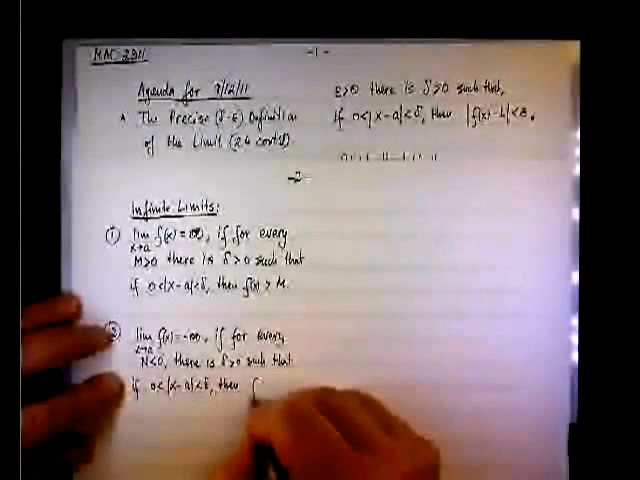 MAC 2311
-1-
Agenda for 9/12/11
* The Precise (δ-ε) Definition
of the Limit (2.4 cont'd)
ε>0 there is δ>0 such that,
if 0<|x-a|<δ, then |f(x)-L|<ε.
-2-
Infinite Limits:
① lim x→a f(x)=∞, if for every
M>0 there is δ>0 such that
if 0<|x-a|<δ, then f(x)>M.
② lim x→a f(x)=-∞, if for every
N<0, there is δ>0 such that
if 0<|x-a|<δ, then